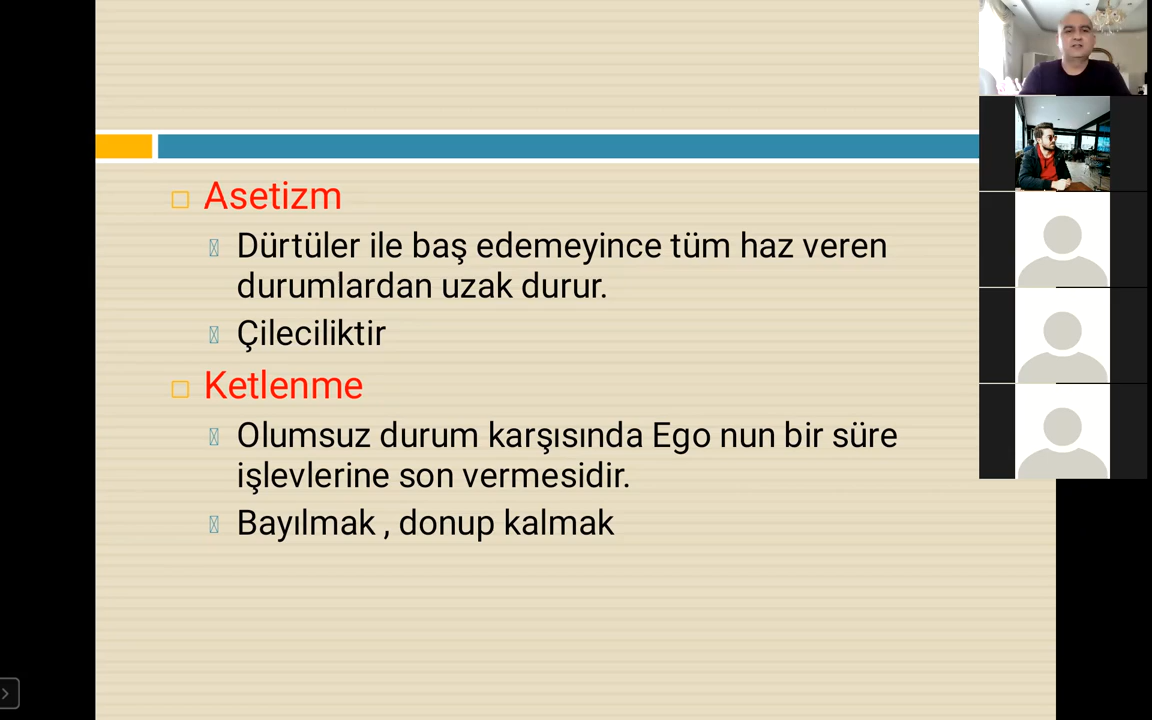 Asetizm
Dürtüler ile baş edemeyince tüm haz veren
durumlardan uzak durur.
Çileciliktir
Ketlenme
Olumsuz durum karşısında Ego nun bir süre
işlevlerine son vermesidir.
Bayılmak , donup kalmak